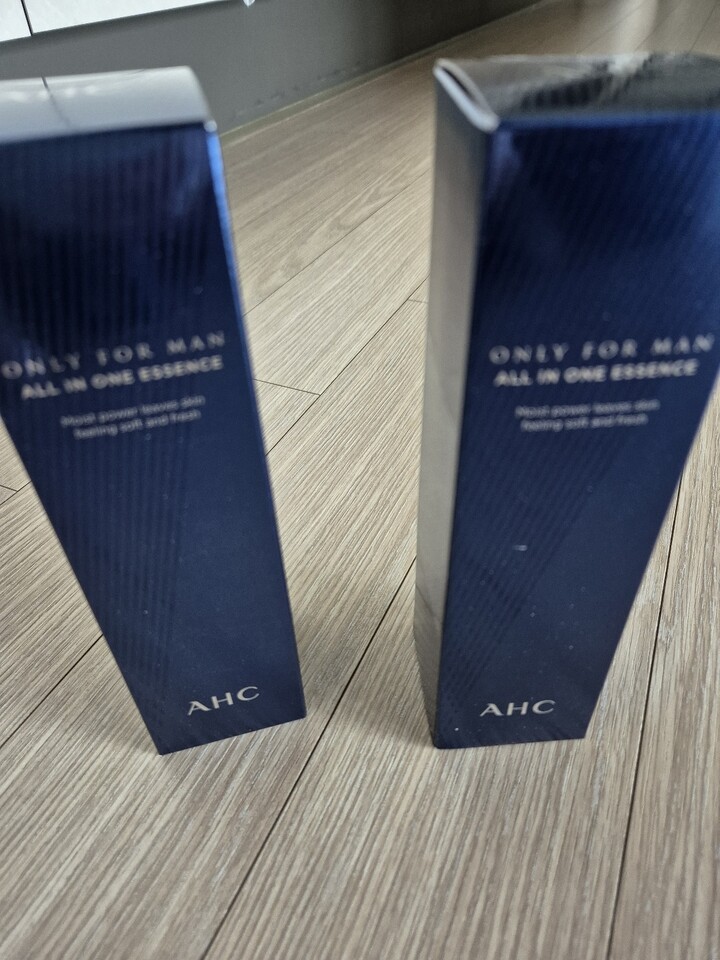 ONLY FOR MAN
ALL IN ONE ESSENCE
Moist power leaves skin
feeling soft and fresh
AHC
ONLY FOR MAN
ALL IN ONE ESSENCE
Moist power leaves skin
feeling soft and fresh
AHC